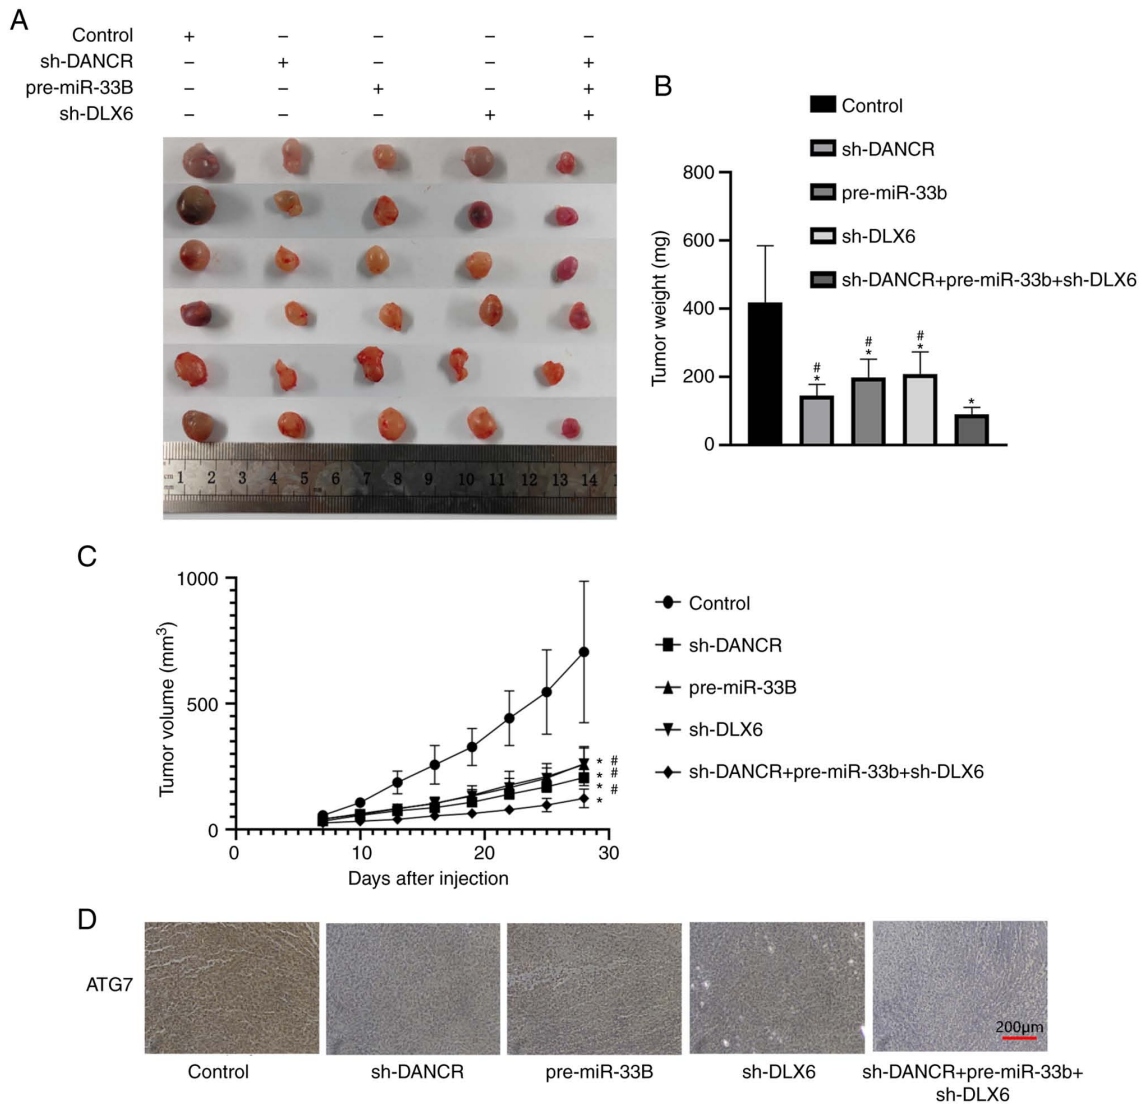 A
Control + – – – –
sh-DANCR – + – – +
pre-miR-33B – – + – +
sh-DLX6 – – – + +
1 2 3 4 5 6 7 8 9 10 11 12 13 14
B
Control
sh-DANCR
pre-miR-33b
sh-DLX6
sh-DANCR+pre-miR-33b+sh-DLX6
Tumor weight (mg)
800
600
400
200
0
#
*
#
*
#
*
*
C
Tumor volume (mm3)
1000
500
0
0 10 20 30
Days after injection
* #
* #
* #
*
Control
sh-DANCR
pre-miR-33B
sh-DLX6
sh-DANCR+pre-miR-33b+sh-DLX6
D
ATG7
200μm
Control
sh-DANCR
pre-miR-33B
sh-DLX6
sh-DANCR+pre-miR-33b+
sh-DLX6